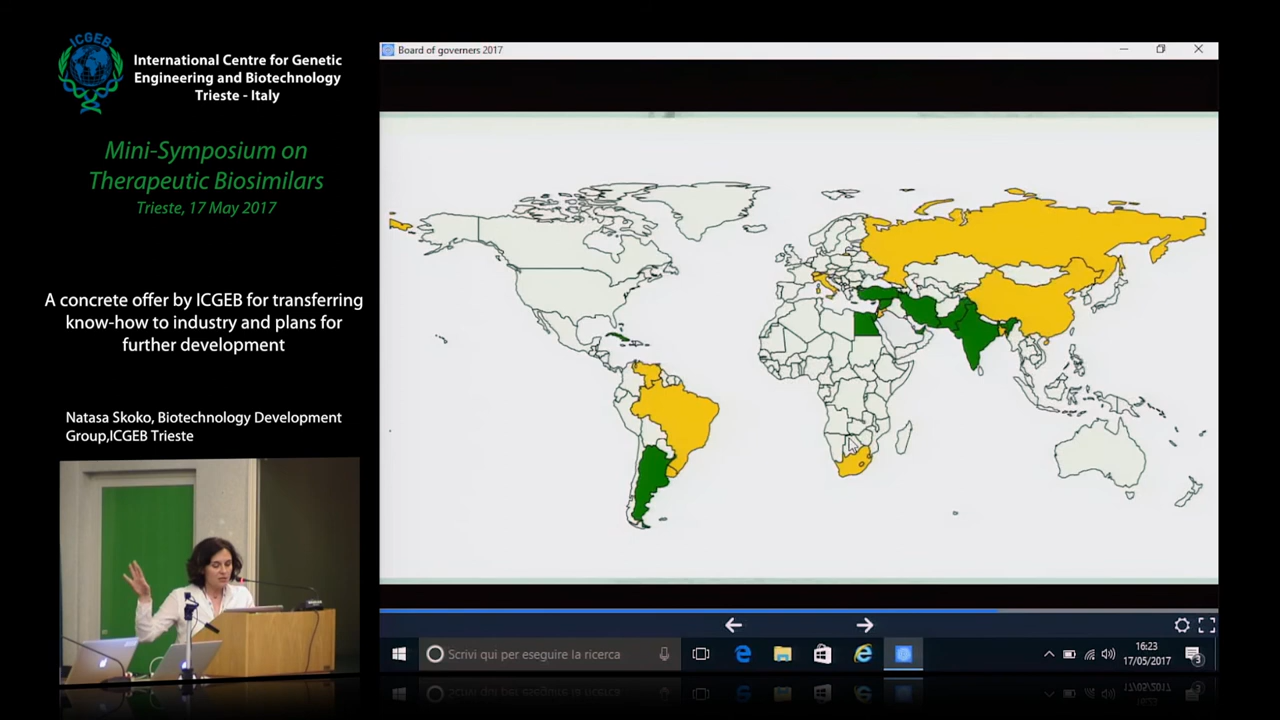 ICGEB
International Centre for Genetic
Engineering and Biotechnology
Trieste - Italy
Mini-Symposium on
Therapeutic Biosimilars
Trieste, 17 May 2017
A concrete offer by ICGEB for transferring
know-how to industry and plans for
further development
Natasa Skoko, Biotechnology Development
Group,ICGEB Trieste
Board of governers 2017
Scrivi qui per eseguire la ricerca
16:23
17/05/2017
3